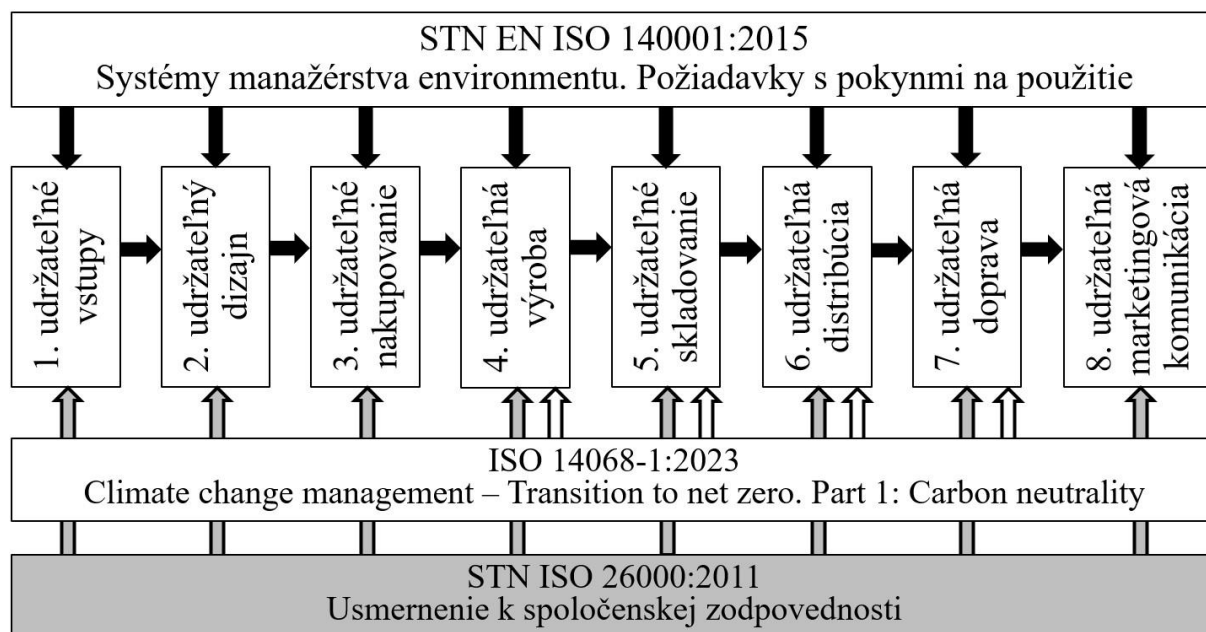 STN EN ISO 140001:2015
Systémy manažérstva environmentu. Požiadavky s pokynmi na použitie
1. udržateľné
vstupy
2. udržateľný
dizajn
3. udržateľné
nakupovanie
4. udržateľná
výroba
5. udržateľné
skladovanie
6. udržateľná
distribúcia
7. udržateľná
doprava
8. udržateľná
marketingová
komunikácia
ISO 14068-1:2023
Climate change management – Transition to net zero. Part 1: Carbon neutrality
STN ISO 26000:2011
Usmernenie k spoločenskej zodpovednosti